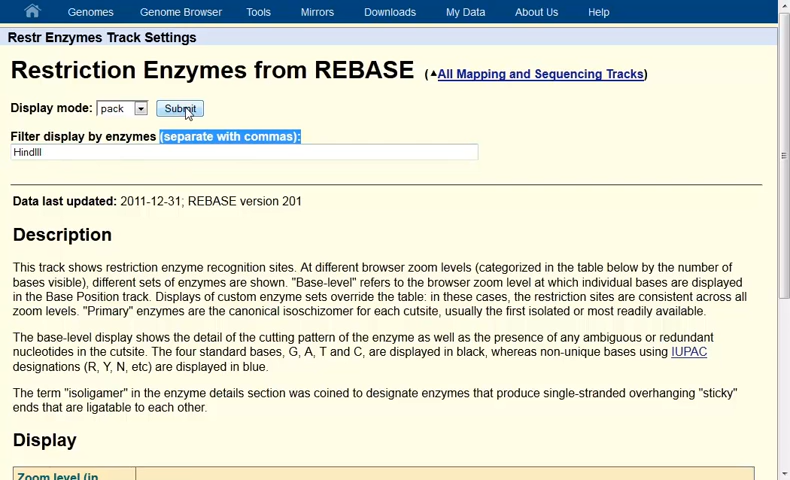 Genomes Genome Browser Tools Mirrors Downloads My Data About Us Help
Restr Enzymes Track Settings
Restriction Enzymes from REBASE (▲All Mapping and Sequencing Tracks)
Display mode: pack Submit
Filter display by enzymes (separate with commas):
HindIII
Data last updated: 2011-12-31; REBASE version 201
Description
This track shows restriction enzyme recognition sites. At different browser zoom levels (categorized in the table below by the number of
bases visible), different sets of enzymes are shown. "Base-level" refers to the browser zoom level at which individual bases are displayed
in the Base Position track. Displays of custom enzyme sets override the table: in these cases, the restriction sites are consistent across all
zoom levels. "Primary" enzymes are the canonical isoschizomer for each cutsite, usually the first isolated or most readily available.
The base-level display shows the detail of the cutting pattern of the enzyme as well as the presence of any ambiguous or redundant
nucleotides in the cutsite. The four standard bases, G, A, T and C, are displayed in black, whereas non-unique bases using IUPAC
designations (R, Y, N, etc) are displayed in blue.
The term "isoligamer" in the enzyme details section was coined to designate enzymes that produce single-stranded overhanging "sticky"
ends that are ligatable to each other.
Display
Zoom level (in